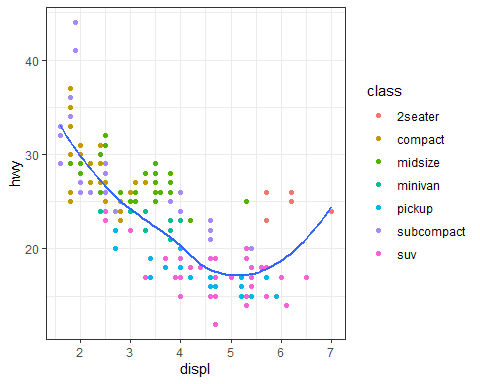 40
30
20
hwy
2 3 4 5 6 7
displ
class
2seater
compact
midsize
minivan
pickup
subcompact
suv